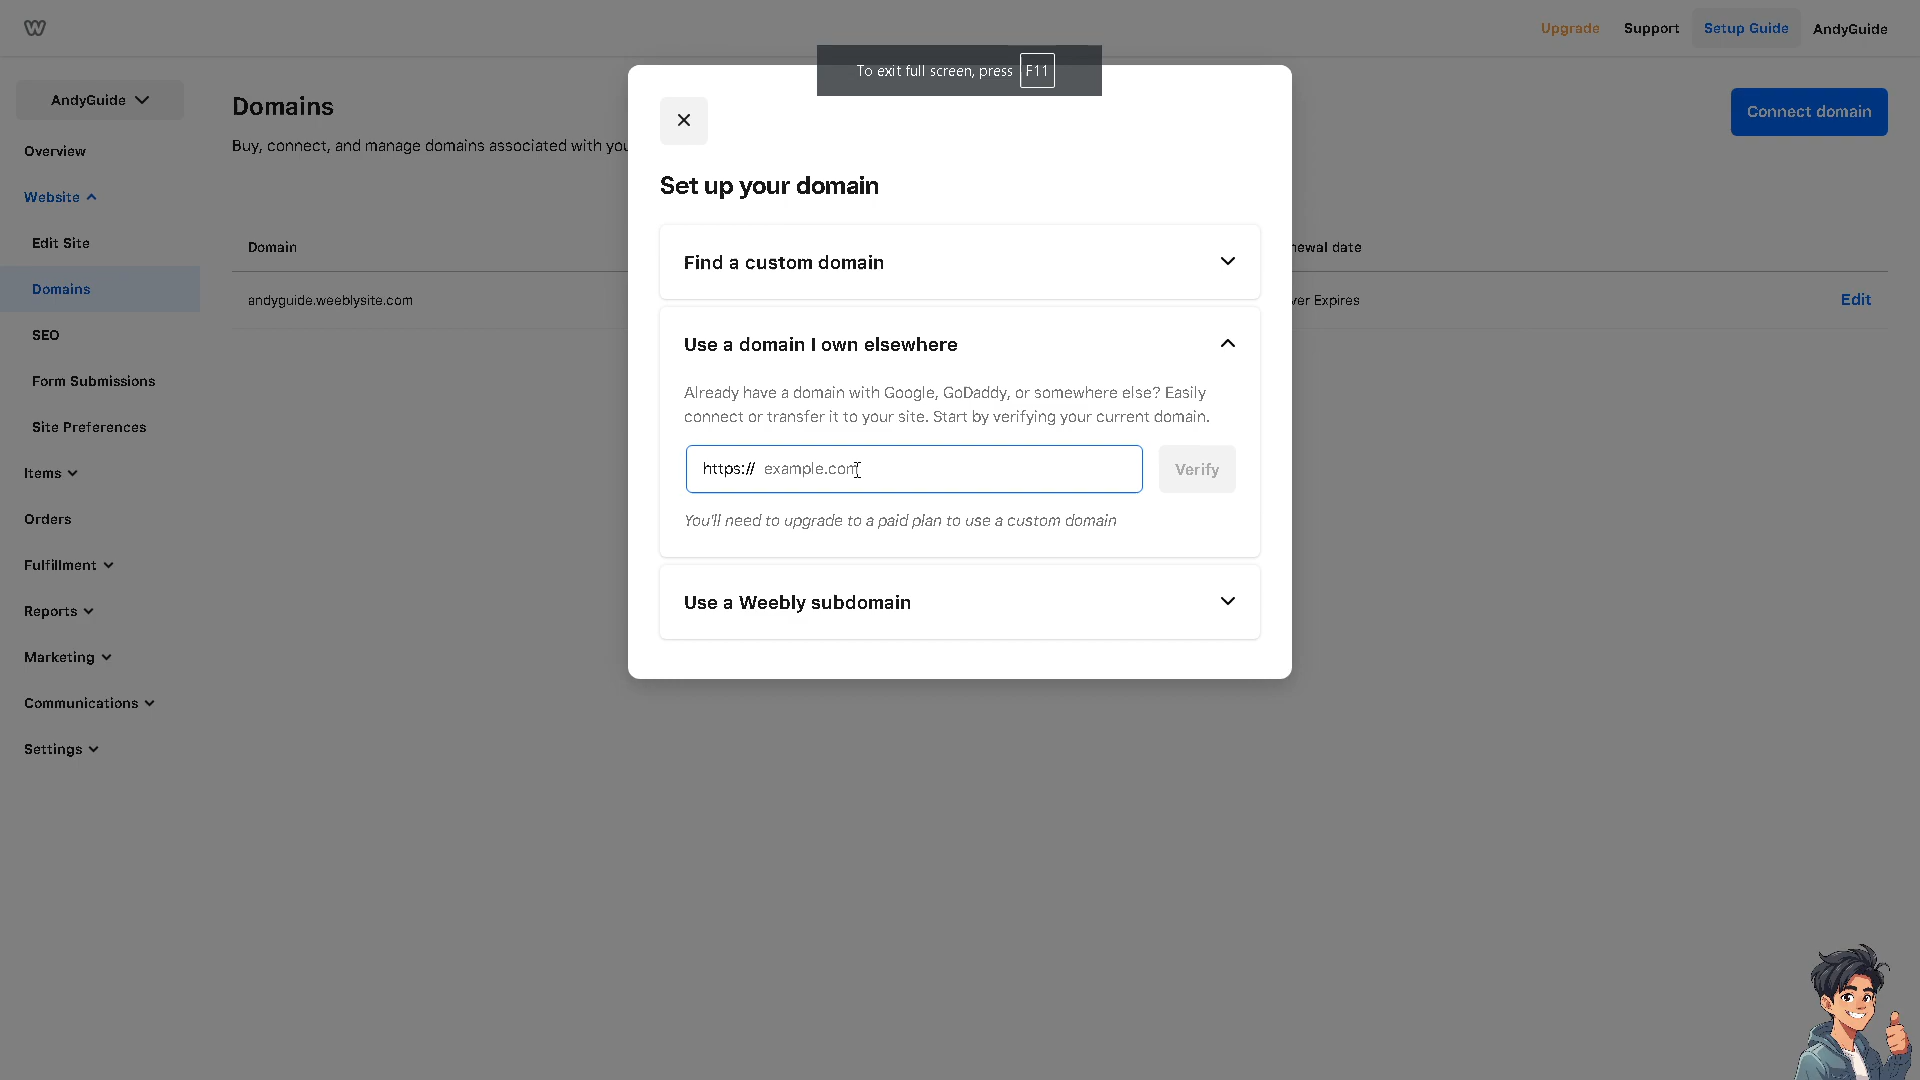 Upgrade
Support
Setup Guide
AndyGuide
To exit full screen, press F11
AndyGuide
Overview
Website
Edit Site
Domains
SEO
Form Submissions
Site Preferences
Items
Orders
Fulfillment
Reports
Marketing
Communications
Settings
Domains
Connect domain
Buy, connect, and manage domains associated with
Domain
date
andyguide.weeblysite.com
Expires
Edit
Set up your domain
Find a custom domain
Use a domain I own elsewhere
Already have a domain with Google, GoDaddy, or somewhere else? Easily
connect or transfer it to your site. Start by verifying your current domain.
https:// example.com
Verify
You'll need to upgrade to a paid plan to use a custom domain
Use a Weebly subdomain